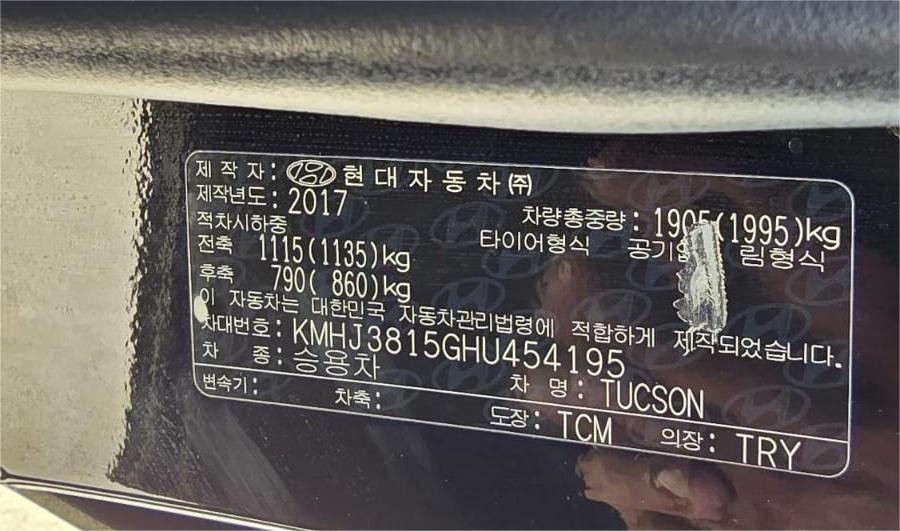 제 작 자 : 현대자동차㈜
제작년도 : 2017
차량총중량 : 1905(1995)kg
적차시하중
타이어형식 공기압 림형식
전축 1115(1135)kg
후축 790( 860)kg
이 자동차는 대한민국 자동차관리법령에 적합하게 제작되었습니다.
차대번호 : KMHJ3815GHU454195
차 종 : 승용차
차 명 : TUCSON
변속기 : 차축 : 도장 : TCM 의장 : TRY